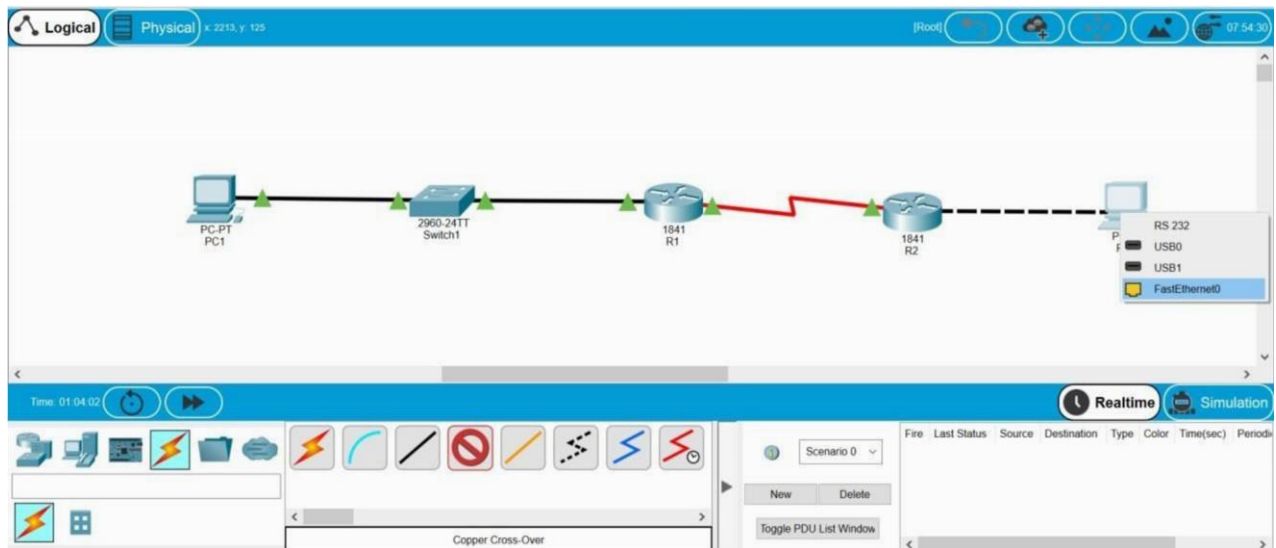 Logical
Physical
x: 2213, y: 125
[Root]
07:54:30
PC-PT
PC1
2960-24TT
Switch1
1841
R1
1841
R2
RS 232
USB0
USB1
FastEthernet0
Time: 01:04:02
Realtime
Simulation
Scenario 0
New
Delete
Toggle PDU List Window
Fire Last Status Source Destination Type Color Time(sec) Periodi
Copper Cross-Over